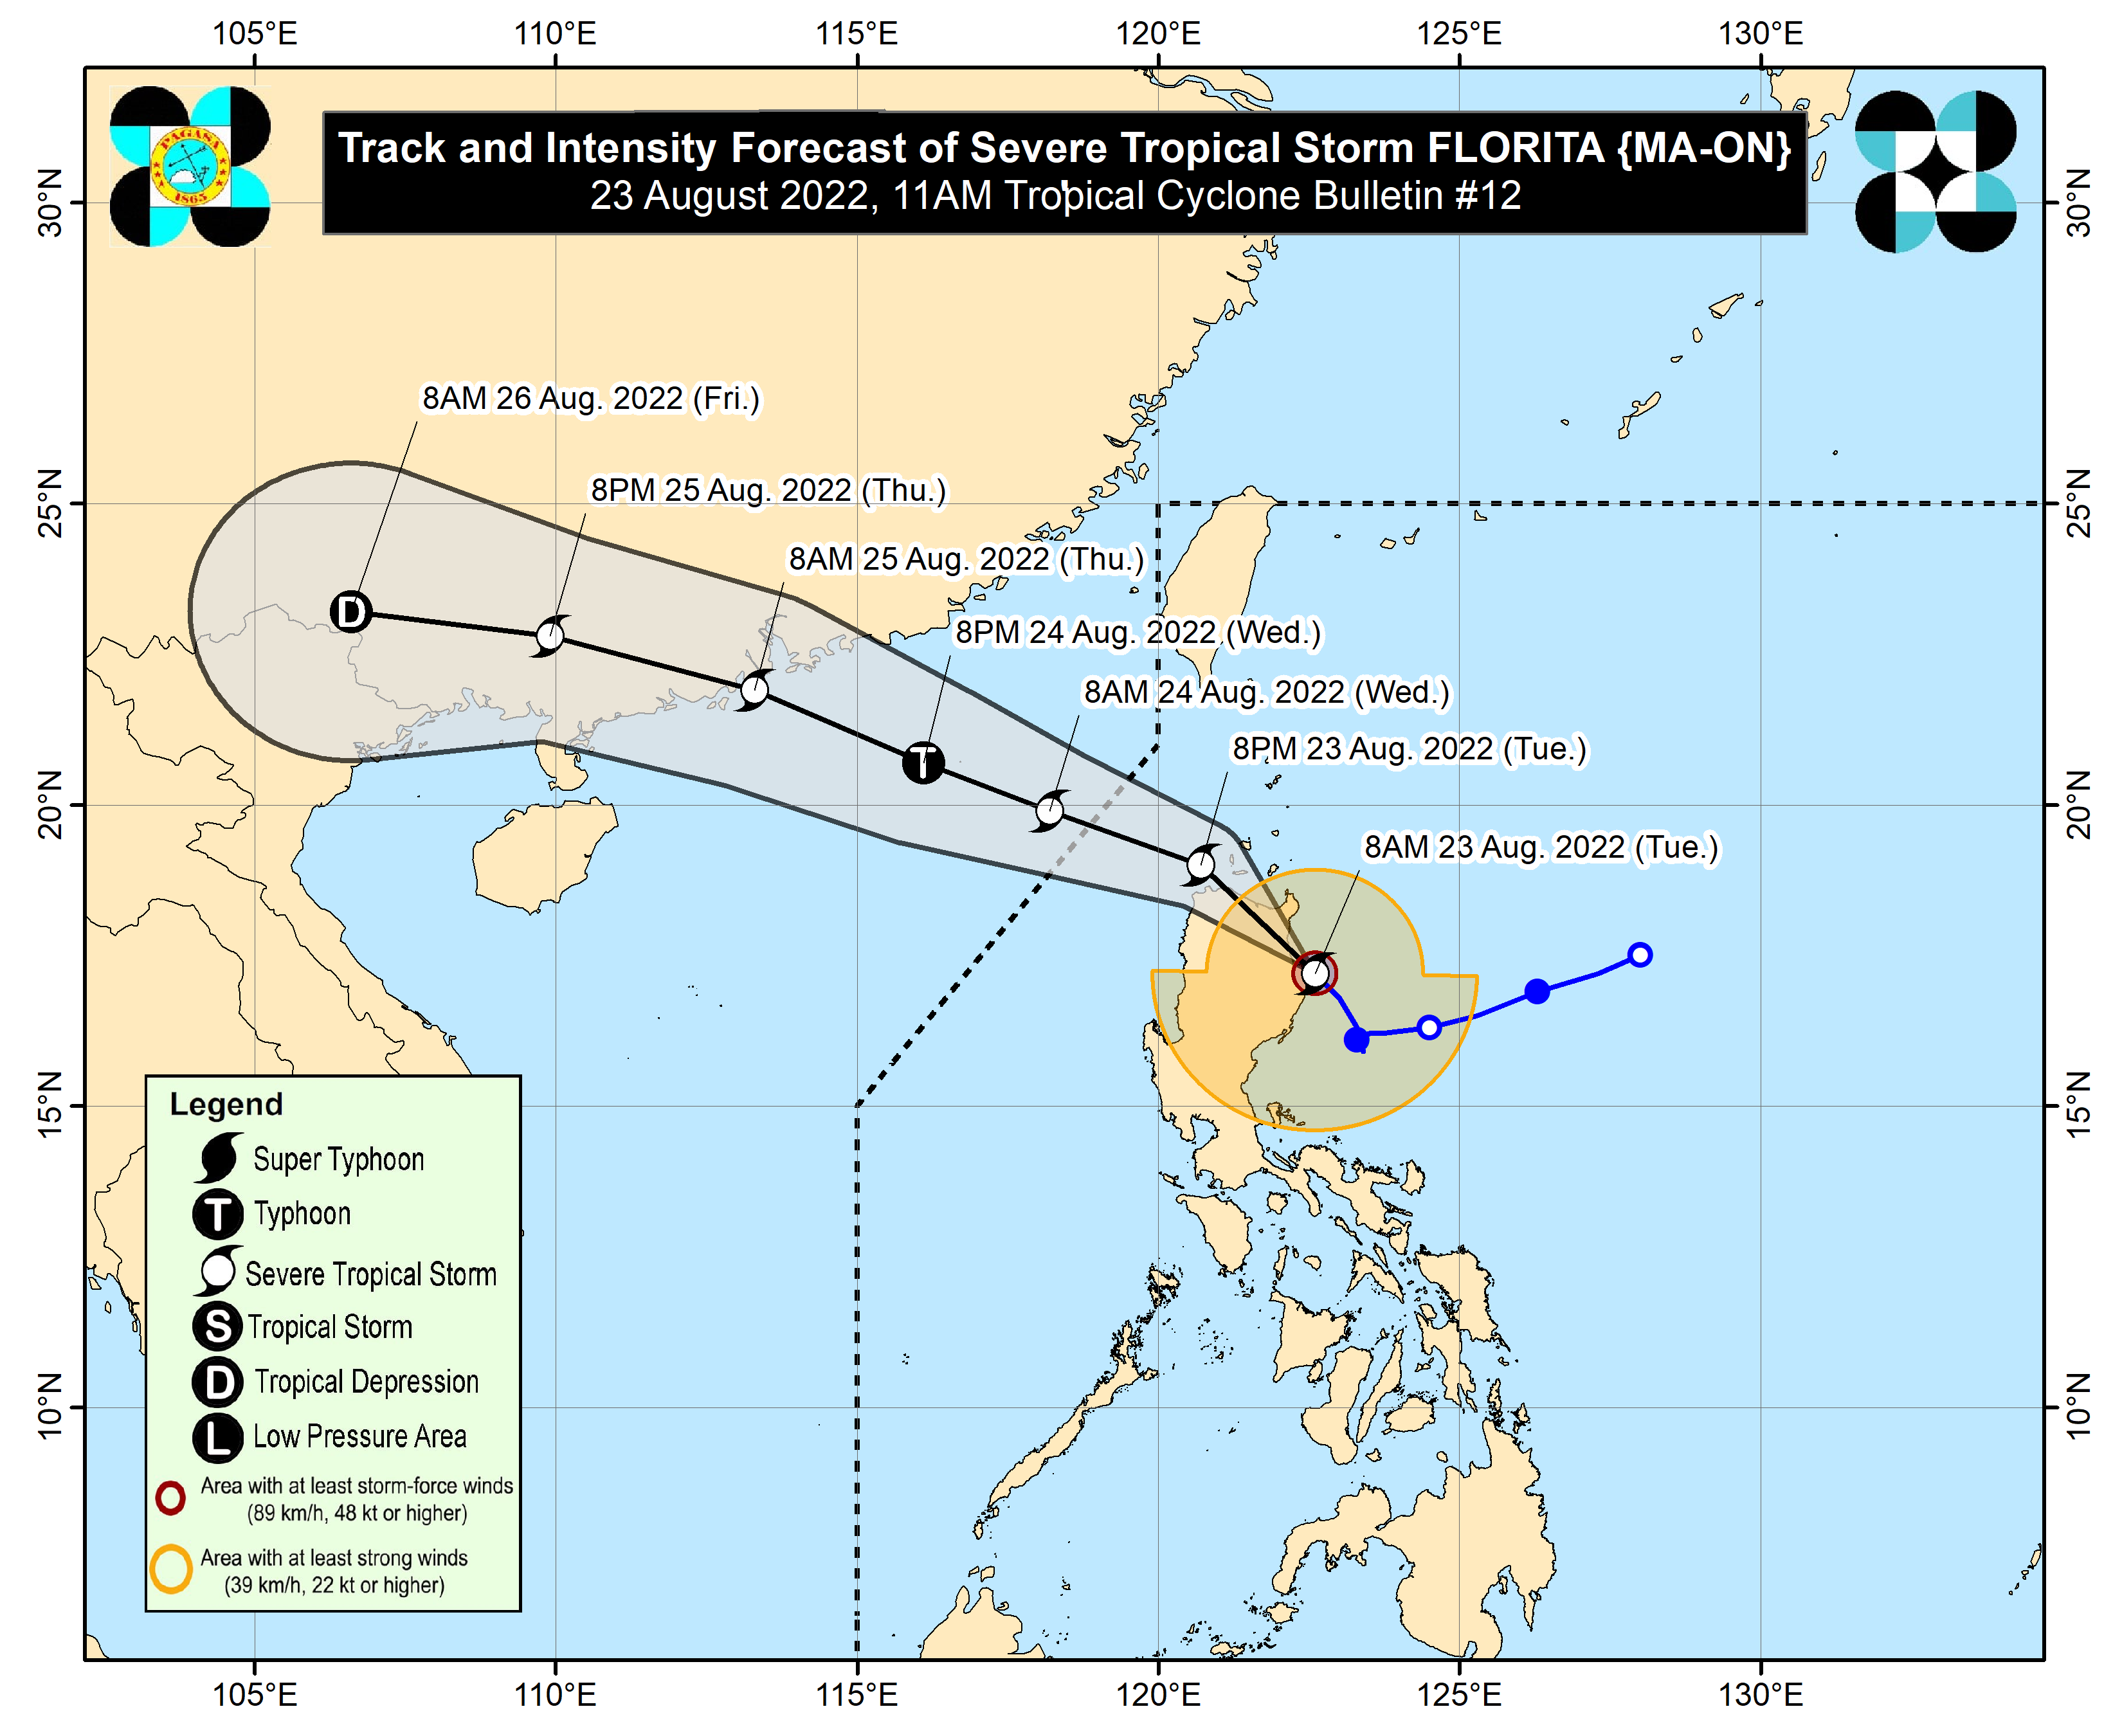 105°E 110°E 115°E 120°E 125°E 130°E
PAGASA
1865
Track and Intensity Forecast of Severe Tropical Storm FLORITA {MA-ON}
23 August 2022, 11AM Tropical Cyclone Bulletin #12
30°N 30°N
8AM 26 Aug. 2022 (Fri.)
8PM 25 Aug. 2022 (Thu.)
25°N 25°N
8AM 25 Aug. 2022 (Thu.)
D
8PM 24 Aug. 2022 (Wed.)
8AM 24 Aug. 2022 (Wed.)
8PM 23 Aug. 2022 (Tue.)
T
20°N 20°N
8AM 23 Aug. 2022 (Tue.)
15°N 15°N
Legend
Super Typhoon
T Typhoon
Severe Tropical Storm
S Tropical Storm
D Tropical Depression
10°N 10°N
L Low Pressure Area
Area with at least storm-force winds
(89 km/h, 48 kt or higher)
Area with at least strong winds
(39 km/h, 22 kt or higher)
105°E 110°E 115°E 120°E 125°E 130°E